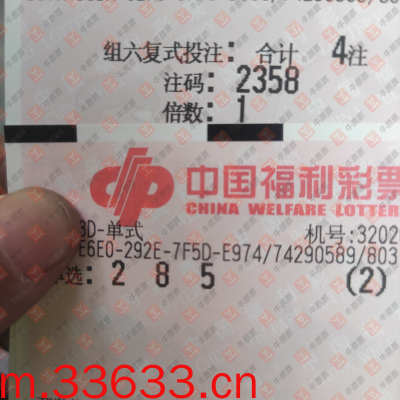 组六复式投注： 合计 4注
注码： 2358
倍数： 1
中国福利彩票
CHINA WELFARE LOTTER
3D-单式
机号:3202
E6E0-292E-7F5D-E974/74290589/803
选： 2 8 5 (2)
m.33633.cn